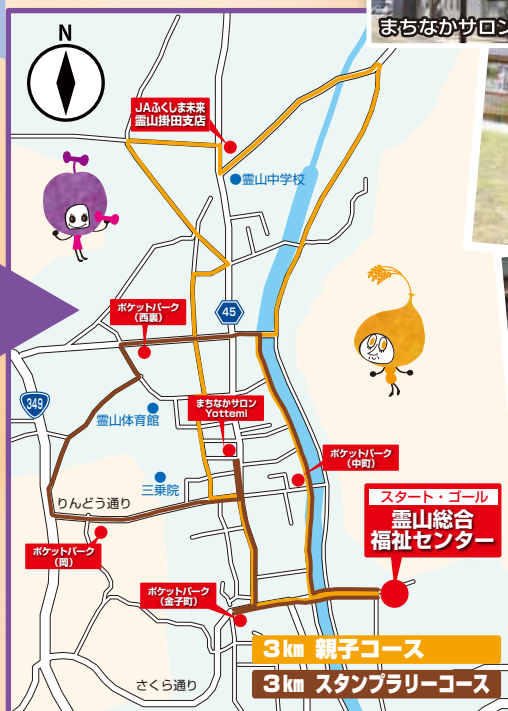 まちなかサロン
N
JAふくしま未来
霊山掛田支店
霊山中学校
ポケットパーク
(西裏)
45
349
霊山体育館
まちなかサロン
Yottemi
ポケットパーク
(中町)
三乗院
りんどう通り
スタート・ゴール
霊山総合
福祉センター
ポケットパーク
(岡)
ポケットパーク
(金子町)
さくら通り
3km 親子コース
3km スタンプラリーコース